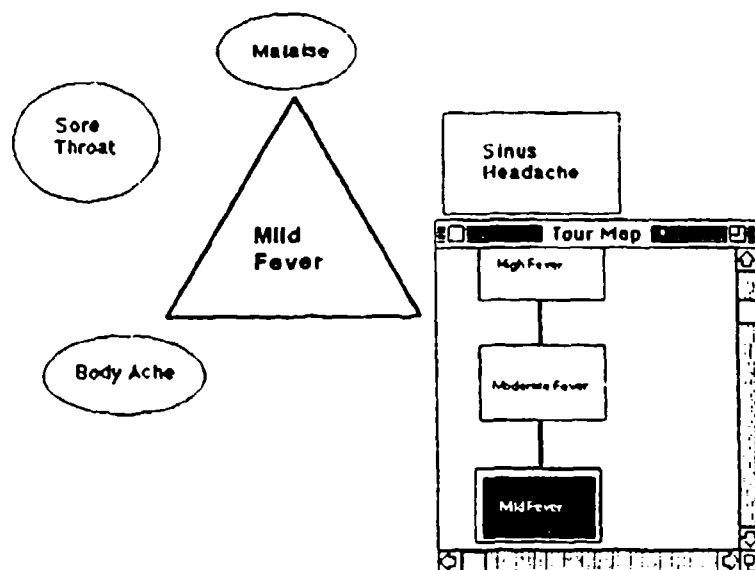 Malaise
Sore
Throat
Sinus
Headache
Mild
Fever
Tour Map
High Fever
Moderate Fever
Body Ache
Mild Fever